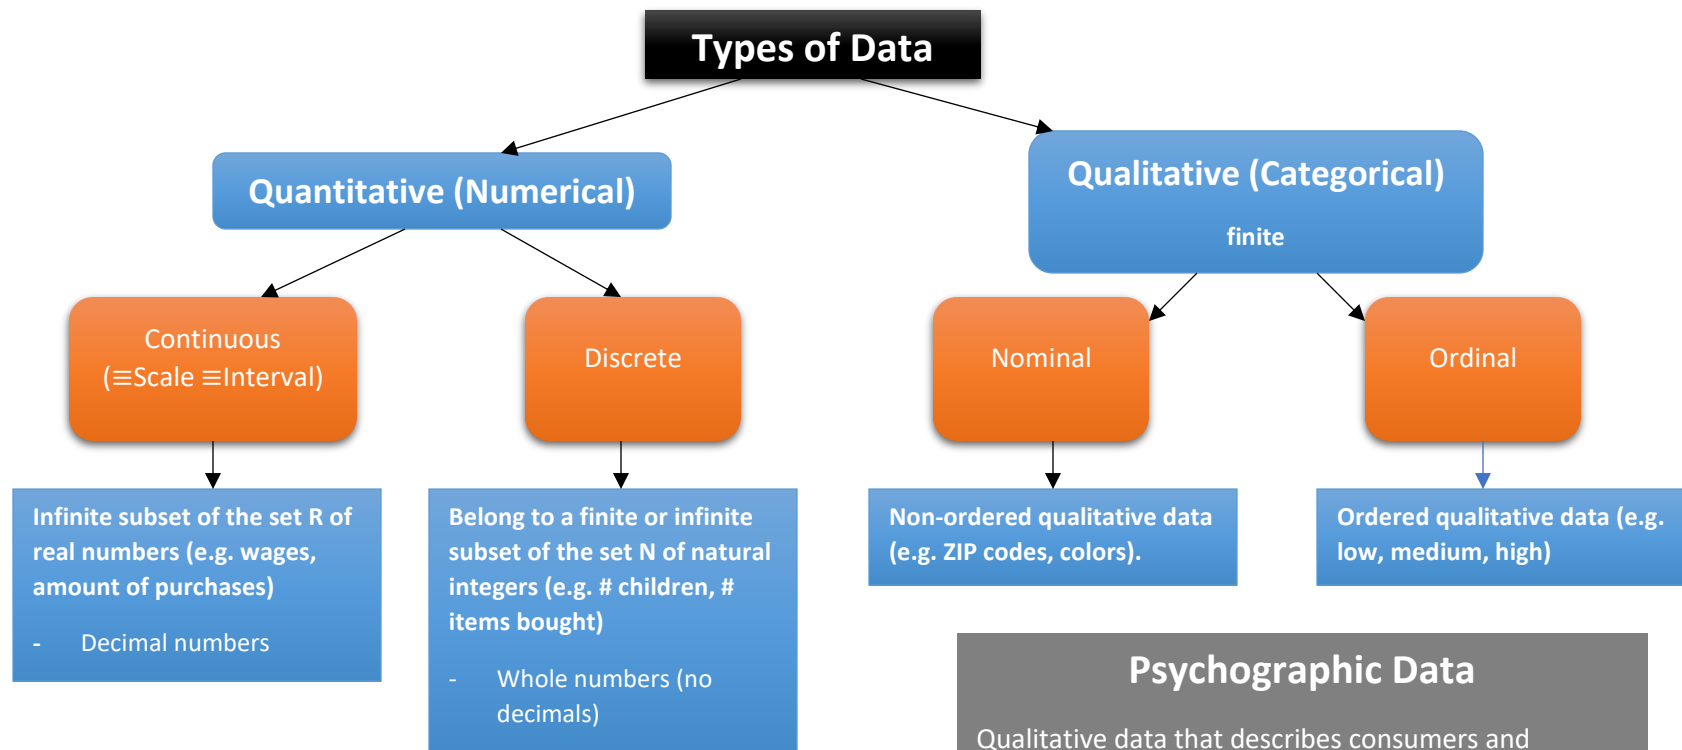 Types of Data
Quantitative (Numerical)
Qualitative (Categorical)
finite
Continuous
(≡Scale ≡Interval)
Discrete
Nominal
Ordinal
Infinite subset of the set R of
real numbers (e.g. wages,
amount of purchases)
- Decimal numbers
Belong to a finite or infinite
subset of the set N of natural
integers (e.g. # children, #
items bought)
- Whole numbers (no
decimals)
Non-ordered qualitative data
(e.g. ZIP codes, colors).
Ordered qualitative data (e.g.
low, medium, high)
Psychographic Data
Qualitative data that describes consumers and